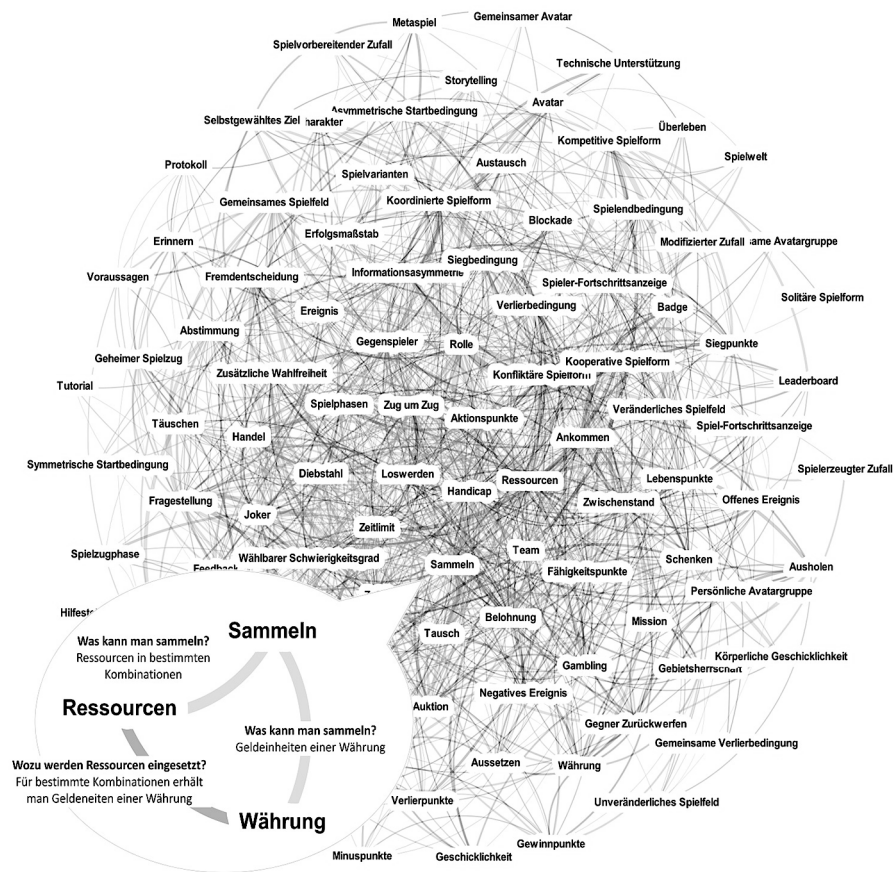 Metaspiel
Gemeinsamer Avatar
Spielvorbereitender Zufall
Technische Unterstützung
Storytelling
Avatar
Asymmetrische Startbedingung
Selbstgewähltes Ziel
harakter
Überleben
Kompetitive Spielform
Spielwelt
Protokoll
Austausch
Spielvarianten
Gemeinsames Spielfeld
Koordinierte Spielform
Spielendbedingung
Blockade
Erfolgsmaßstab
Erinnern
Modifizierter Zufall
same Avatargruppe
Siegbedingung
Informationsasymmetrie
Voraussagen
Fremdentscheidung
Spieler-Fortschrittsanzeige
Solitäre Spielform
Verlierbedingung
Badge
Ereignis
Abstimmung
Gegenspieler
Rolle
Siegpunkte
Geheimer Spielzug
Kooperative Spielform
Zusätzliche Wahlfreiheit
Konfliktäre Spielform
Leaderboard
Tutorial
Spielphasen
Zug um Zug
Aktionspunkte
Veränderliches Spielfeld
Täuschen
Spiel-Fortschrittsanzeige
Handel
Ankommen
Symmetrische Startbedingung
Diebstahl
Loswerden
Ressourcen
Lebenspunkte
Spielerzeugter Zufall
Handicap
Fragestellung
Zwischenstand
Offenes Ereignis
Joker
Zeitlimit
Spielzugphase
Team
Wählbarer Schwierigkeitsgrad
Feedback
Sammeln
Fähigkeitspunkte
Schenken
Ausholen
Persönliche Avatargruppe
Belohnung
Mission
Tausch
Körperliche Geschicklichkeit
Gambling
Gebietsherrschaft
Negatives Ereignis
Auktion
Gegner Zurückwerfen
Gemeinsame Verlierbedingung
Aussetzen
Währung
Verlierpunkte
Unveränderliches Spielfeld
Gewinnpunkte
Minuspunkte
Geschicklichkeit
Sammeln
Was kann man sammeln?
Ressourcen in bestimmten
Kombinationen
Ressourcen
Was kann man sammeln?
Geldeinheiten einer Währung
Wozu werden Ressourcen eingesetzt?
Für bestimmte Kombinationen erhält
man Geldeneiten einer Währung
Währung